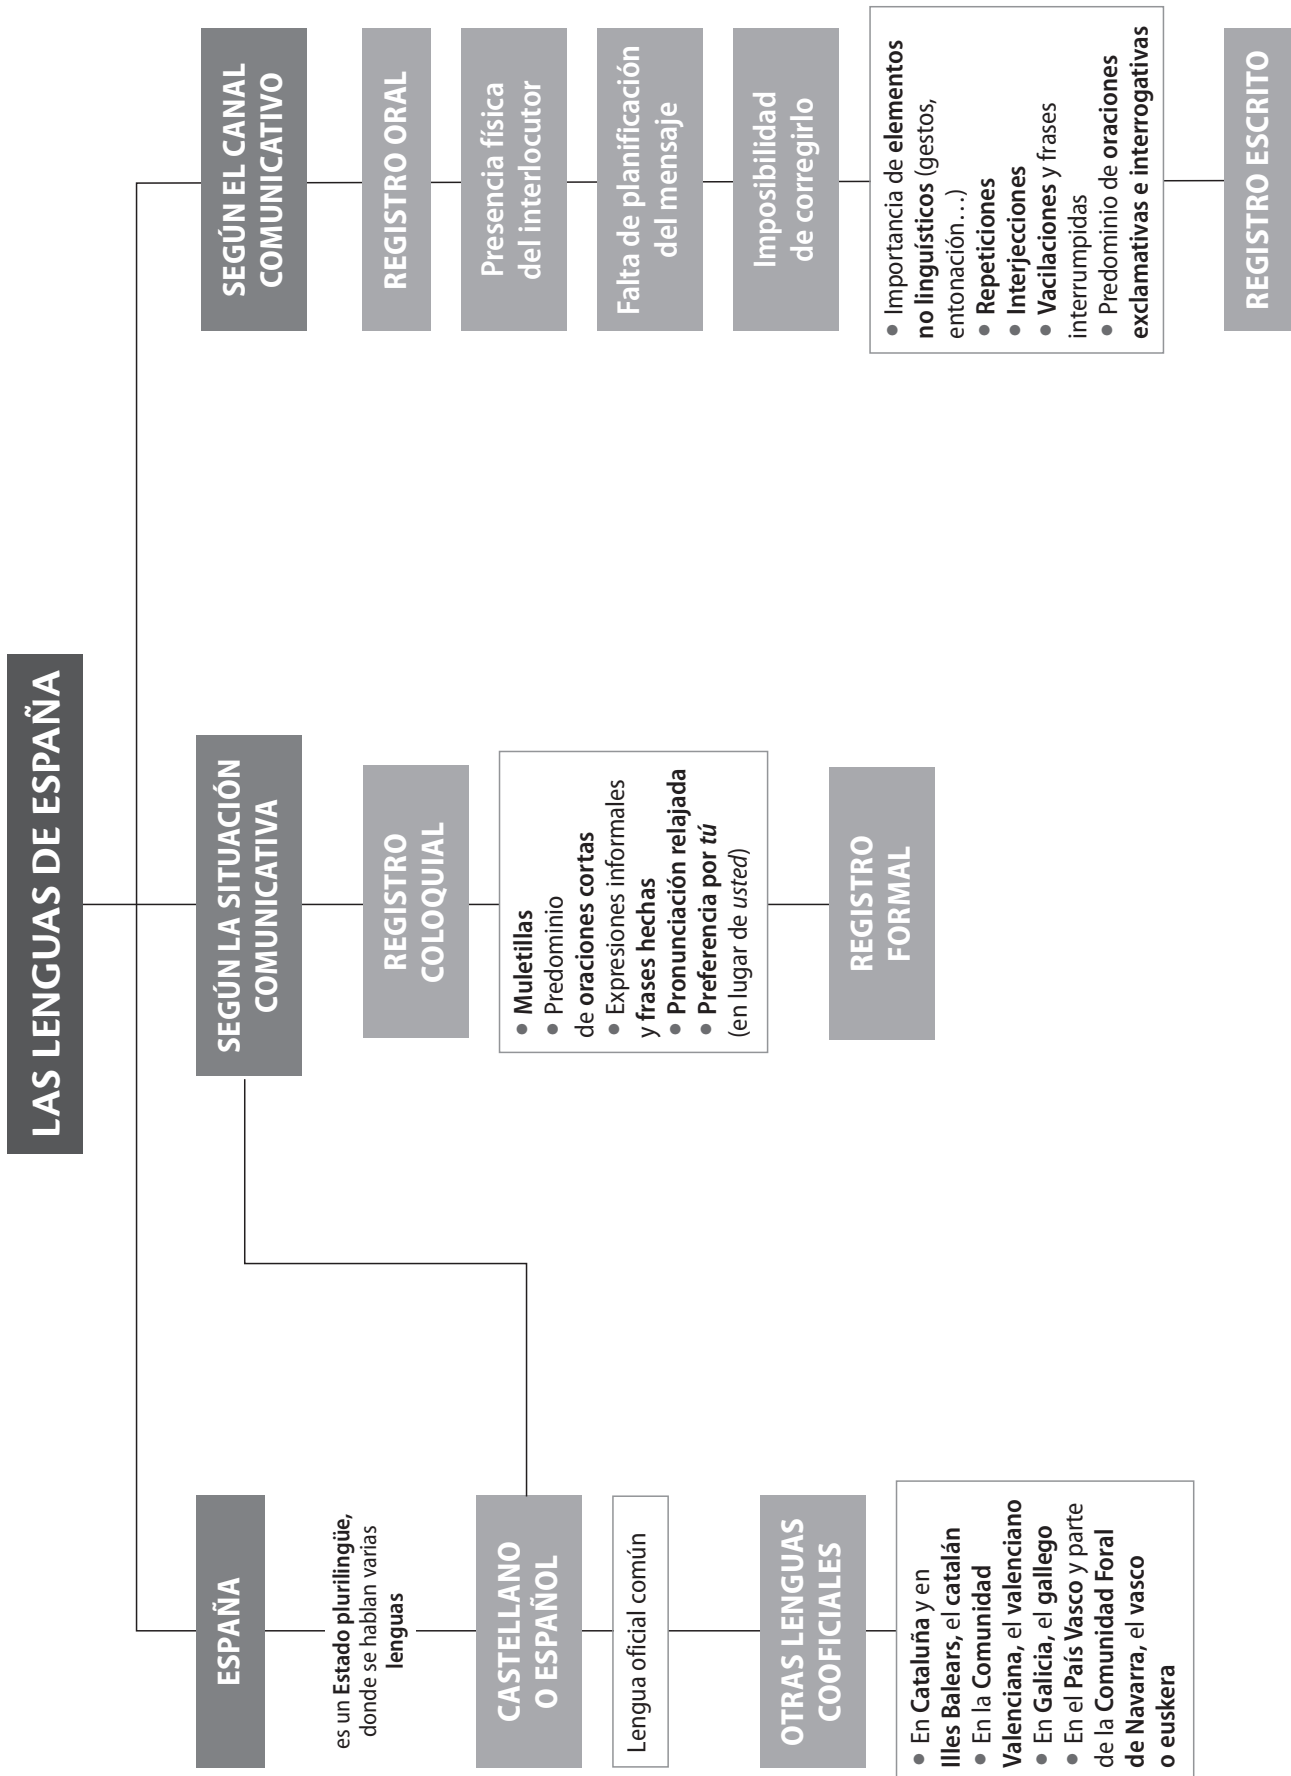 LAS LENGUAS DE ESPAÑA
ESPAÑA
es un Estado plurilingüe,
donde se hablan varias
lenguas
CASTELLANO
O ESPAÑOL
Lengua oficial común
OTRAS LENGUAS
COOFICIALES
● En Cataluña y en
Illes Balears, el catalán
● En la Comunidad
Valenciana, el valenciano
● En Galicia, el gallego
● En el País Vasco y parte
de la Comunidad Foral
de Navarra, el vasco
o euskera
SEGÚN LA SITUACIÓN
COMUNICATIVA
REGISTRO
COLOQUIAL
● Muletillas
● Predominio
de oraciones cortas
● Expresiones informales
y frases hechas
● Pronunciación relajada
● Preferencia por tú
(en lugar de usted)
REGISTRO
FORMAL
SEGÚN EL CANAL
COMUNICATIVO
REGISTRO ORAL
Presencia física
del interlocutor
Falta de planificación
del mensaje
Imposibilidad
de corregirlo
● Importancia de elementos
no linguísticos (gestos,
entonación…)
● Repeticiones
● Interjecciones
● Vacilaciones y frases
interrumpidas
● Predominio de oraciones
exclamativas e interrogativas
REGISTRO ESCRITO